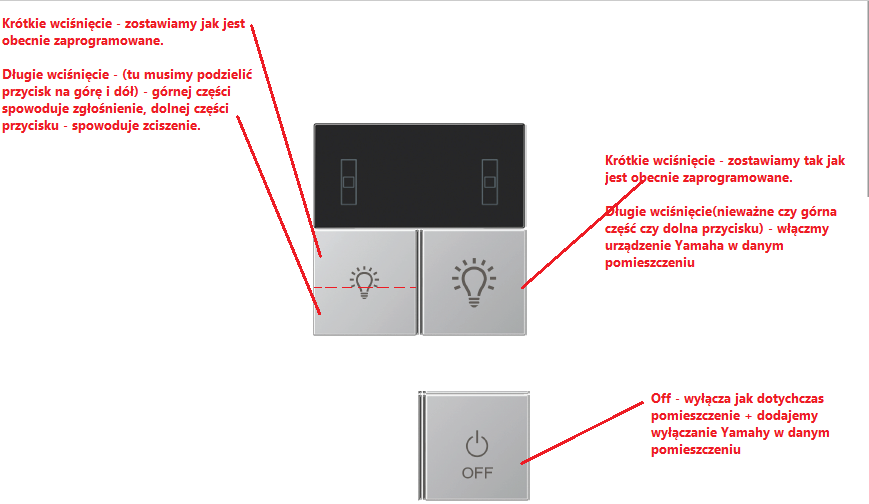 Krótkie wciśnięcie - zostawiamy jak jest
obecnie zaprogramowane.
Długie wciśnięcie - (tu musimy podzielić
przycisk na górę i dół) - górnej części
spowoduje zgłośnienie, dolnej części
przycisku - spowoduje zciszenie.
Krótkie wciśnięcie - zostawiamy tak jak
jest obecnie zaprogramowane.
Długie wciśnięcie(nieważne czy górna
część czy dolna przycisku) - włączmy
urządzenie Yamaha w danym
pomieszczeniu
Off - wyłącza jak dotychczas
pomieszczenie + dodajemy
wyłączanie Yamahy w danym
pomieszczeniu
OFF